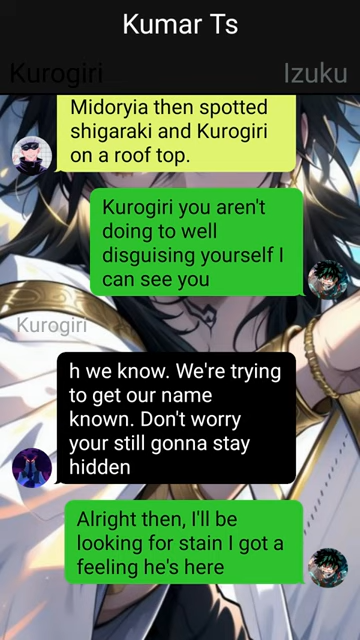 Kumar Ts
Kurogiri
Izuku
Midoryia then spotted
shigaraki and Kurogiri
on a roof top.
Kurogiri you aren't
doing to well
disguising yourself I
can see you
Kurogiri
h we know. We're trying
to get our name
known. Don't worry
your still gonna stay
hidden
Alright then, I'll be
looking for stain I got a
feeling he's here